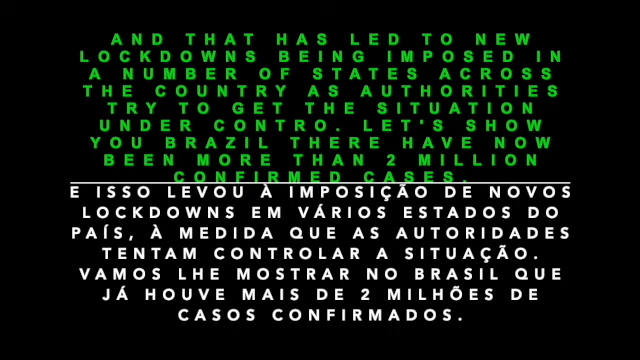 AND THAT HAS LED TO NEW
LOCKDOWNS BEING IMPOSED IN
A NUMBER OF STATES ACROSS
THE COUNTRY AS AUTHORITIES
TRY TO GET THE SITUATION
UNDER CONTRO. LET'S SHOW
YOU BRAZIL THERE HAVE NOW
BEEN MORE THAN 2 MILLION
CONFIRMED CASES.
E ISSO LEVOU À IMPOSIÇÃO DE NOVOS
LOCKDOWNS EM VÁRIOS ESTADOS DO
PAÍS, À MEDIDA QUE AS AUTORIDADES
TENTAM CONTROLAR A SITUAÇÃO.
VAMOS LHE MOSTRAR NO BRASIL QUE
JÁ HOUVE MAIS DE 2 MILHÕES DE
CASOS CONFIRMADOS.